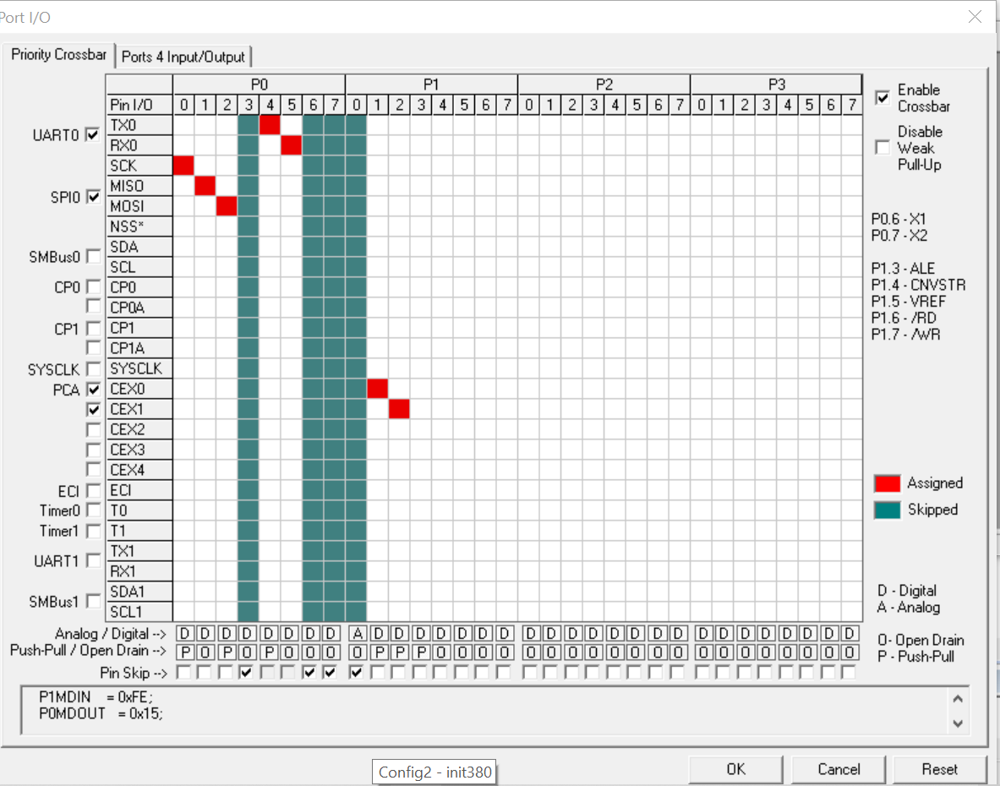 Port I/O
Priority Crossbar
Ports 4 Input/Output
P0 P1 P2 P3
Pin I/O 0 1 2 3 4 5 6 7 0 1 2 3 4 5 6 7 0 1 2 3 4 5 6 7 0 1 2 3 4 5 6 7
UART0 TX0
RX0
SCK
MISO
SPI0 MOSI
NSS*
SMBus0 SDA
SCL
CP0 CP0
CP0A
CP1 CP1
CP1A
SYSCLK SYSCLK
PCA CEX0
CEX1
CEX2
CEX3
CEX4
ECI ECI
Timer0 T0
Timer1 T1
UART1 TX1
RX1
SMBus1 SDA1
SCL1
Analog / Digital --> D D D D D D D D A D D D D D D D D D D D D D D D D D D D D D D D
Push-Pull / Open Drain --> P O P O P O O O O P P P O O O O O O O O O O O O O O O O O O O O
Pin Skip -->
Enable
Crossbar
Disable
Weak
Pull-Up
P0.6 - X1
P0.7 - X2
P1.3 - ALE
P1.4 - CNVSTR
P1.5 - VREF
P1.6 - /RD
P1.7 - /WR
Assigned
Skipped
D - Digital
A - Analog
O- Open Drain
P - Push-Pull
P1MDIN = 0xFE;
P0MDOUT = 0x15;
Config2 - init380
OK
Cancel
Reset